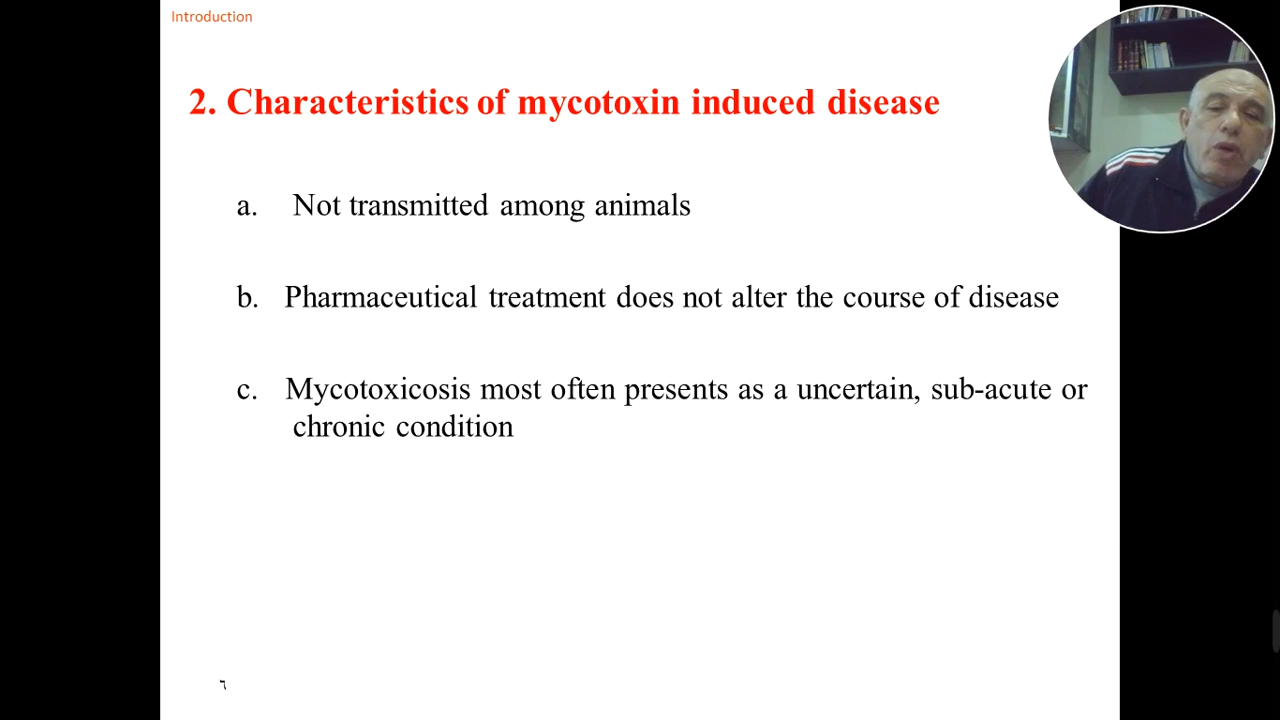 Introduction
2. Characteristics of mycotoxin induced disease
a. Not transmitted among animals
b. Pharmaceutical treatment does not alter the course of disease
c. Mycotoxicosis most often presents as a uncertain, sub-acute or
chronic condition
٦